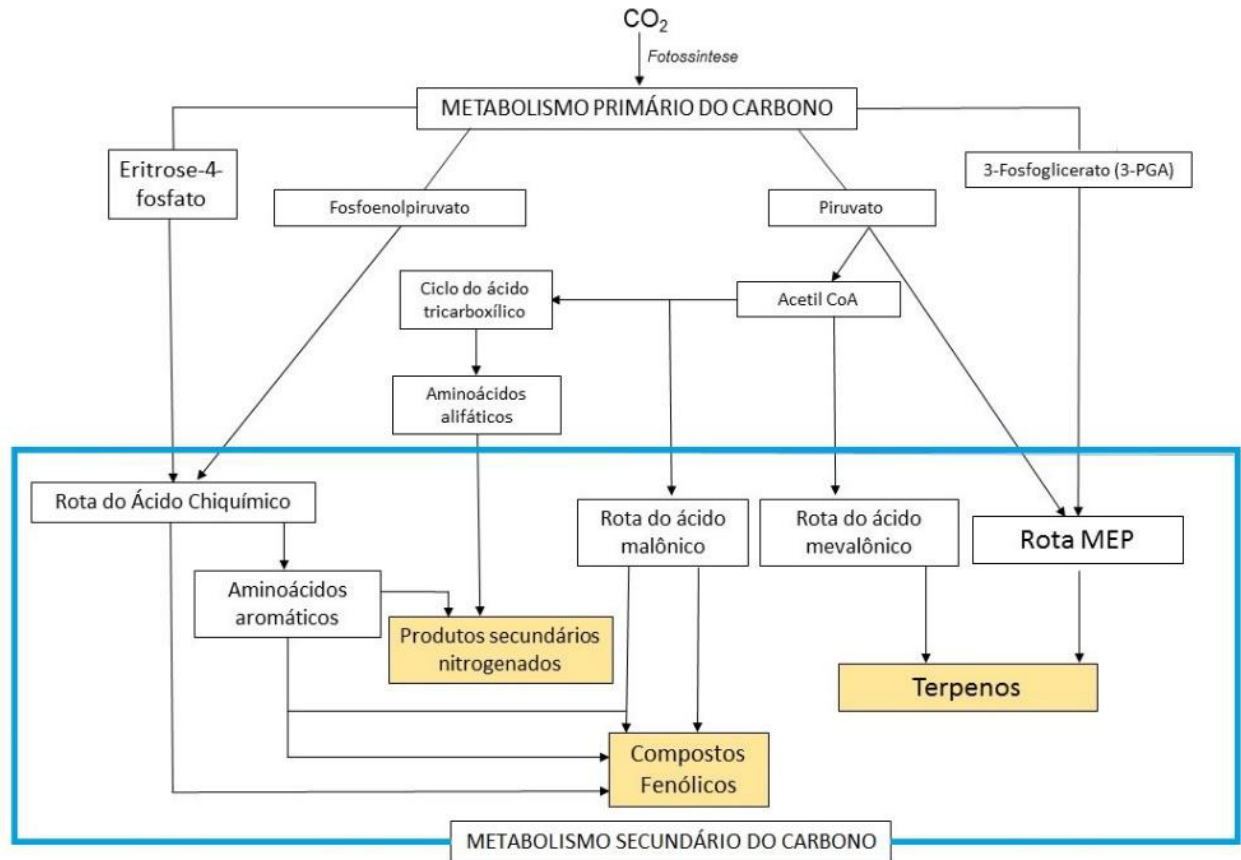 CO₂
Fotossíntese
METABOLISMO PRIMÁRIO DO CARBONO
Eritrose-4-
fosfato
3-Fosfoglicerato (3-PGA)
Fosfoenolpiruvato
Piruvato
Ciclo do ácido
tricarboxílico
Acetil CoA
Aminoácidos
alifáticos
Rota do Ácido Chiquímico
Rota do ácido
malônico
Rota do ácido
mevalônico
Rota MEP
Aminoácidos
aromáticos
Produtos secundários
nitrogenados
Terpenos
Compostos
Fenólicos
METABOLISMO SECUNDÁRIO DO CARBONO